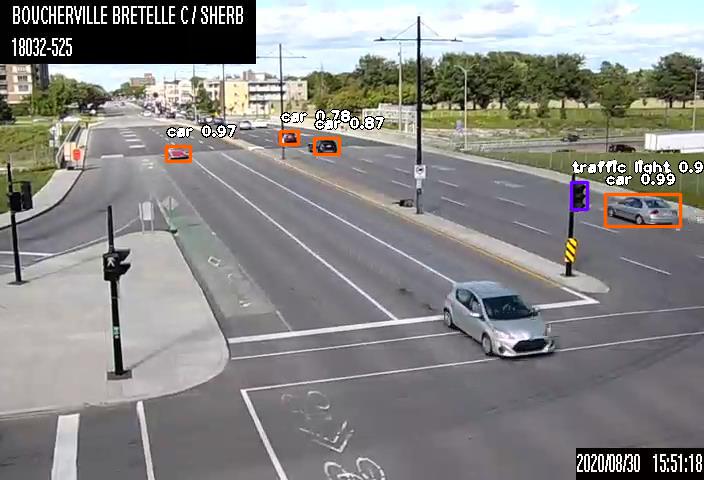 BOUCHERVILLE BRETELLE C / SHERB
18032-525
car 0.97
car 0.78
car 0.87
traffic light 0.9
car 0.99
2020/08/30 15:51:18